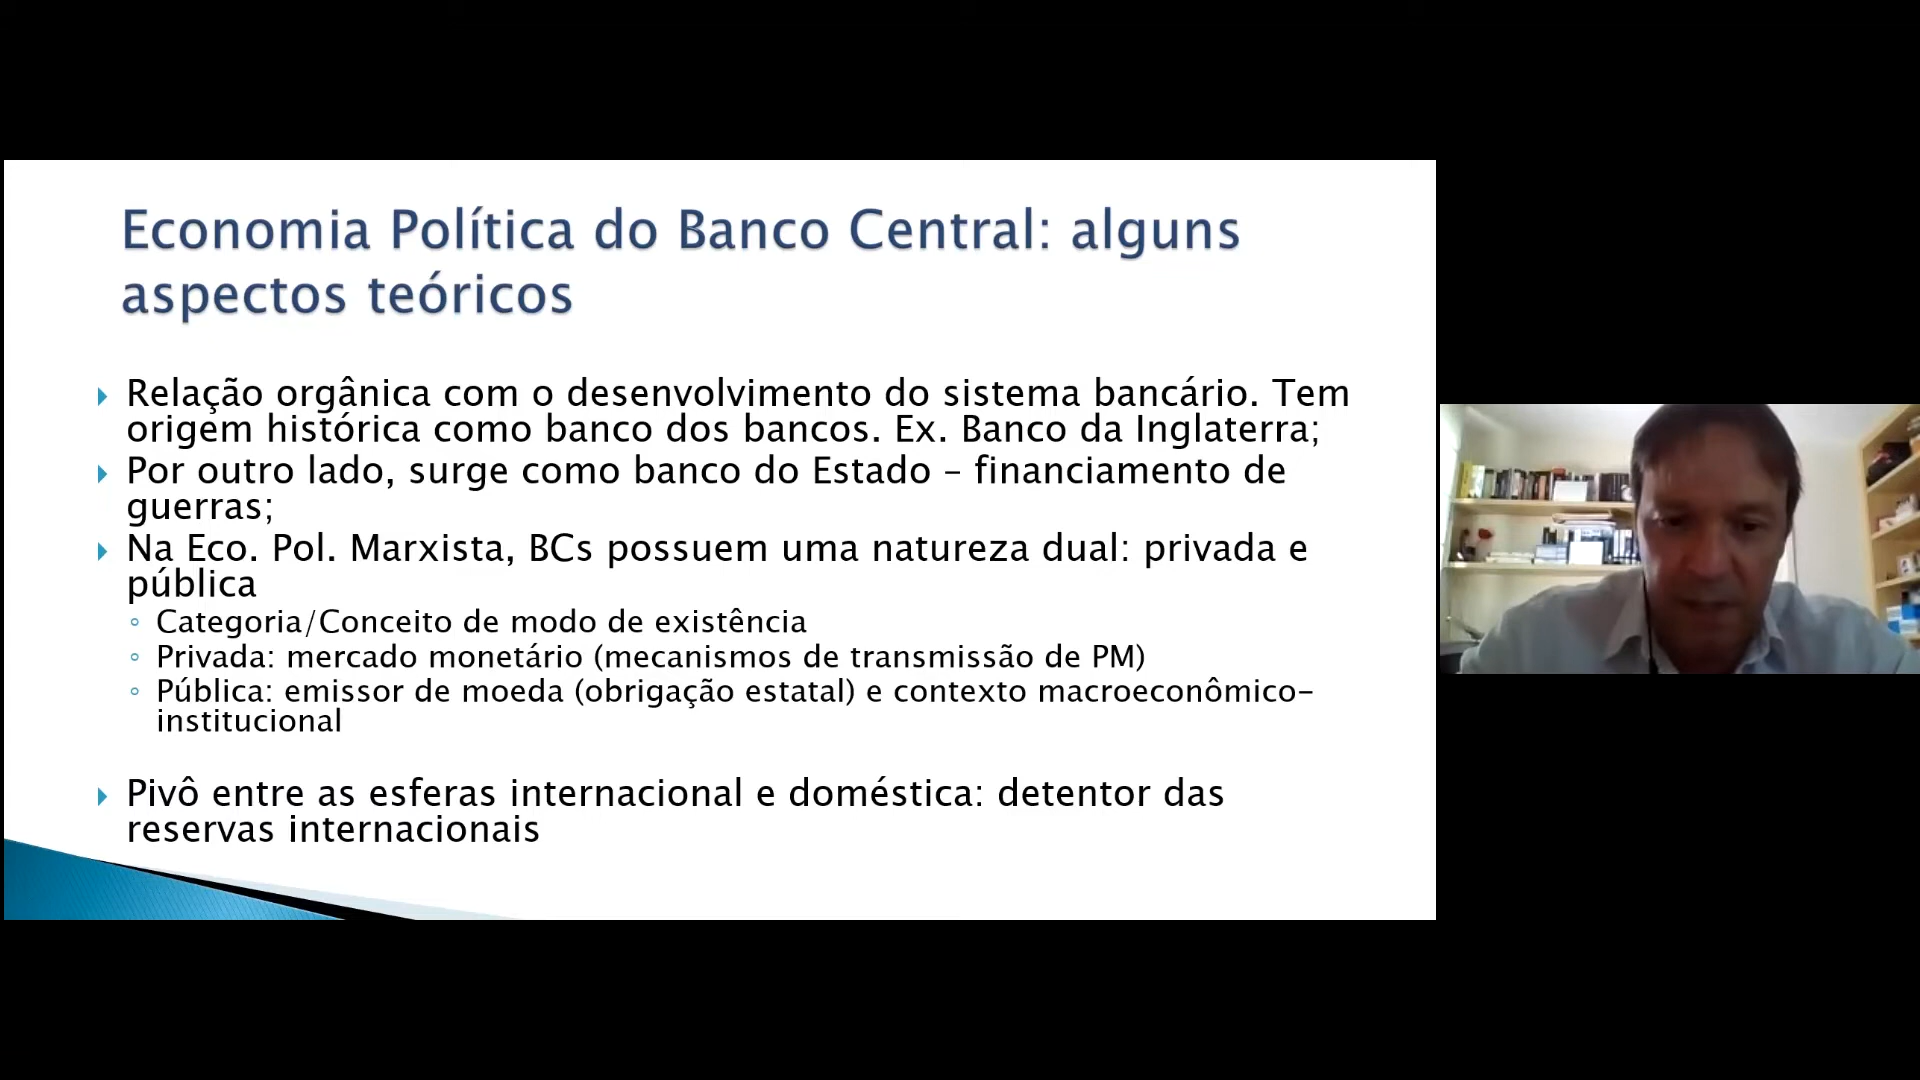 Economia Política do Banco Central: alguns
aspectos teóricos
Relação orgânica com o desenvolvimento do sistema bancário. Tem
origem histórica como banco dos bancos. Ex. Banco da Inglaterra;
Por outro lado, surge como banco do Estado – financiamento de
guerras;
Na Eco. Pol. Marxista, BCs possuem uma natureza dual: privada e
pública
Categoria/Conceito de modo de existência
Privada: mercado monetário (mecanismos de transmissão de PM)
Pública: emissor de moeda (obrigação estatal) e contexto macroeconômico-
institucional
Pivô entre as esferas internacional e doméstica: detentor das
reservas internacionais